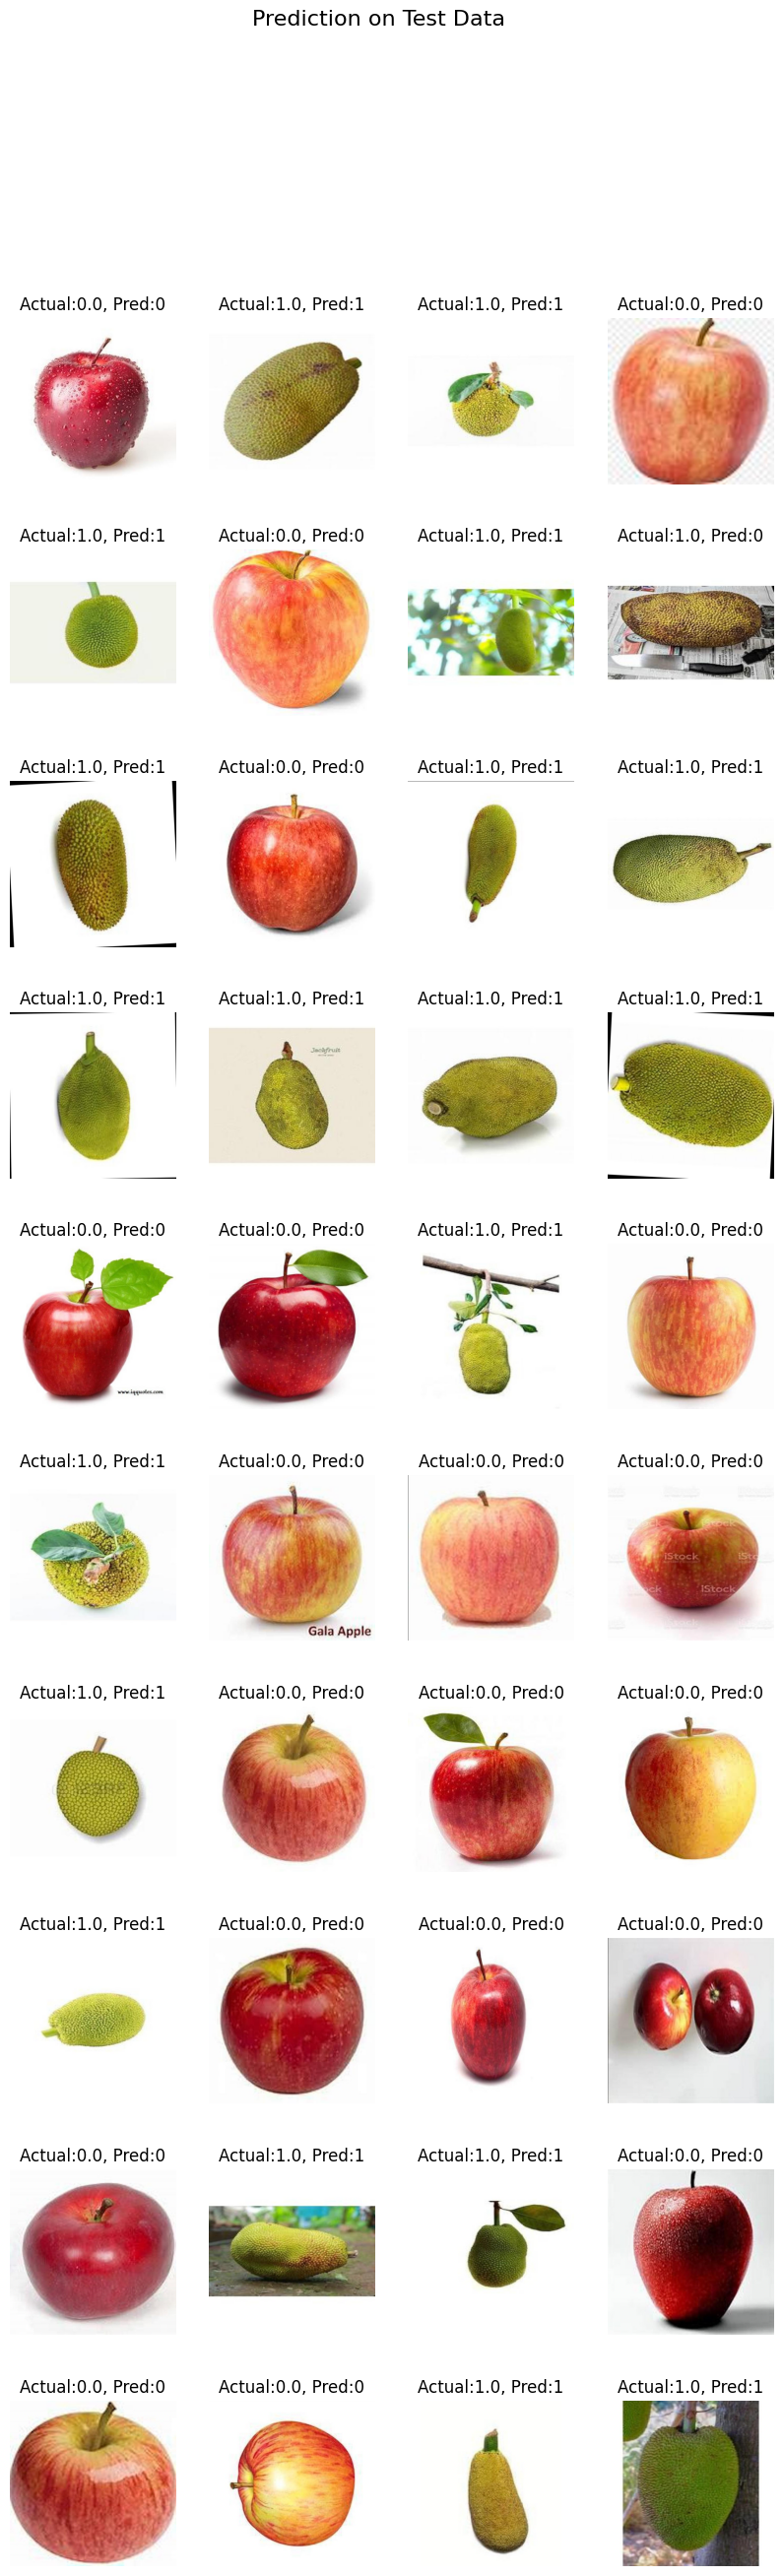 Prediction on Test Data
Actual:0.0, Pred:0 Actual:1.0, Pred:1 Actual:1.0, Pred:1 Actual:0.0, Pred:0
Actual:1.0, Pred:1 Actual:0.0, Pred:0 Actual:1.0, Pred:1 Actual:1.0, Pred:0
Actual:1.0, Pred:1 Actual:0.0, Pred:0 Actual:1.0, Pred:1 Actual:1.0, Pred:1
Actual:1.0, Pred:1 Actual:1.0, Pred:1 Actual:1.0, Pred:1 Actual:1.0, Pred:1
Jackfruit
Actual:0.0, Pred:0 Actual:0.0, Pred:0 Actual:1.0, Pred:1 Actual:0.0, Pred:0
Actual:1.0, Pred:1 Actual:0.0, Pred:0 Actual:0.0, Pred:0 Actual:0.0, Pred:0
iStock
iStock
Gala Apple
Actual:1.0, Pred:1 Actual:0.0, Pred:0 Actual:0.0, Pred:0 Actual:0.0, Pred:0
Actual:1.0, Pred:1 Actual:0.0, Pred:0 Actual:0.0, Pred:0 Actual:0.0, Pred:0
Actual:0.0, Pred:0 Actual:1.0, Pred:1 Actual:1.0, Pred:1 Actual:0.0, Pred:0
Actual:0.0, Pred:0 Actual:0.0, Pred:0 Actual:1.0, Pred:1 Actual:1.0, Pred:1